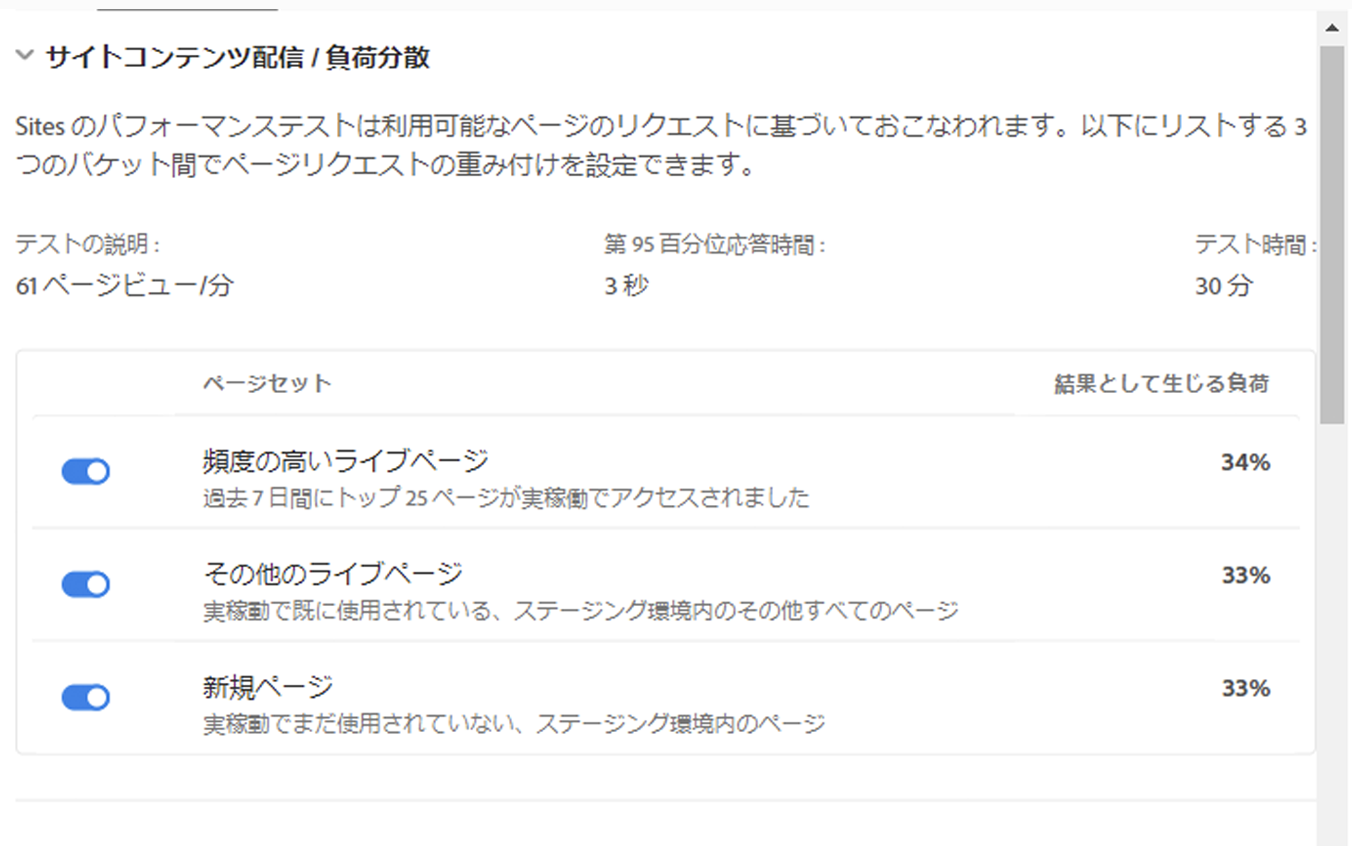 サイトコンテンツ配信 / 負荷分散
Sites のパフォーマンステストは利用可能なページのリクエストに基づいておこなわれます。以下にリストする 3
つのバケット間でページリクエストの重み付けを設定できます。
テストの説明 : 第 95 百分位応答時間 : テスト時間 :
61 ページビュー/分 3 秒 30 分
ページセット 結果として生じる負荷
頻度の高いライブページ 34%
過去 7 日間にトップ 25 ページが実稼働でアクセスされました
その他のライブページ 33%
実稼動で既に使用されている、ステージング環境内のその他すべてのページ
新規ページ 33%
実稼動でまだ使用されていない、ステージング環境内のページ